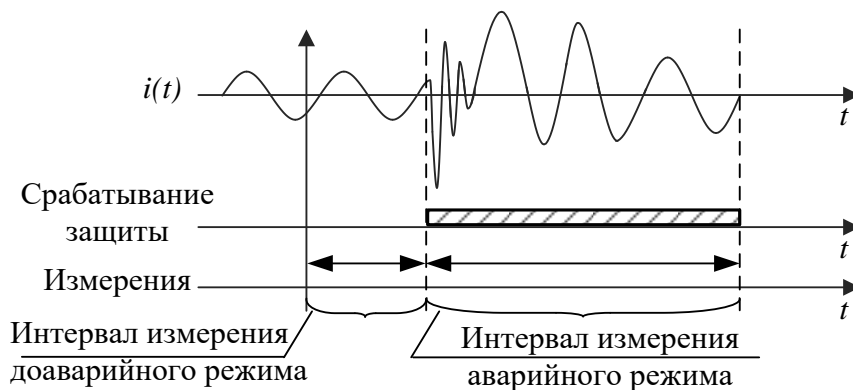 i(t)
t
Срабатывание
защиты
t
Измерения
t
Интервал измерения
доаварийного режима
Интервал измерения
аварийного режима